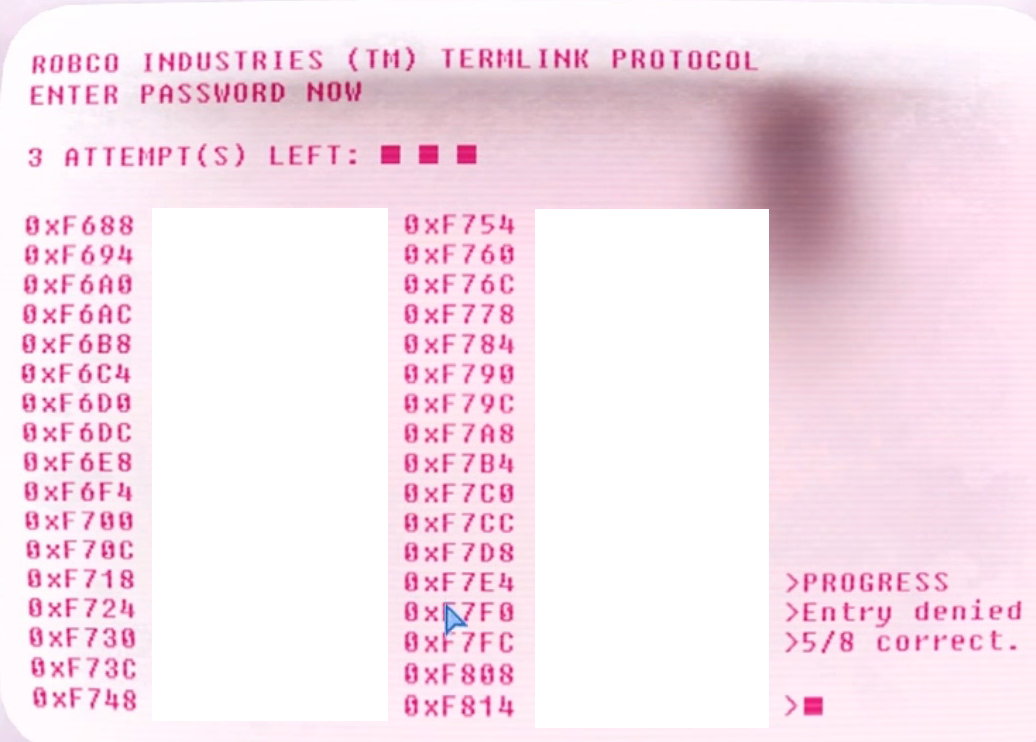 ROBCO INDUSTRIES (TM) TERMLINK PROTOCOL
ENTER PASSWORD NOW
3 ATTEMPT(S) LEFT: ■ ■ ■
0xF688
0xF694
0xF6A0
0xF6AC
0xF6B8
0xF6C4
0xF6D0
0xF6DC
0xF6E8
0xF6F4
0xF700
0xF70C
0xF718
0xF724
0xF730
0xF73C
0xF748
0xF754
0xF760
0xF76C
0xF778
0xF784
0xF790
0xF79C
0xF7A8
0xF7B4
0xF7C0
0xF7CC
0xF7D8
0xF7E4
0xF7F0
0xF7FC
0xF808
0xF814
>PROGRESS
>Entry denied
>5/8 correct.
>■